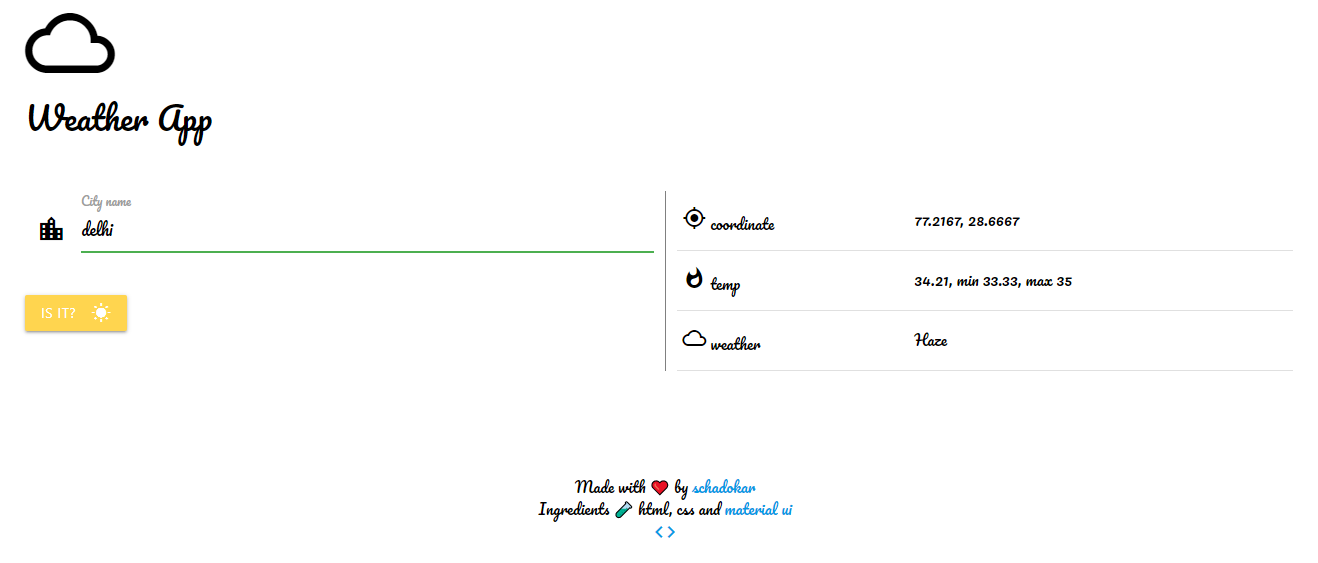 Weather App
City name
delhi
IS IT?
coordinate 77.2167, 28.6667
temp 34.21, min 33.33, max 35
weather Haze
Made with ❤️ by schadokar
Ingredients 🧪 html, css and material ui
<>